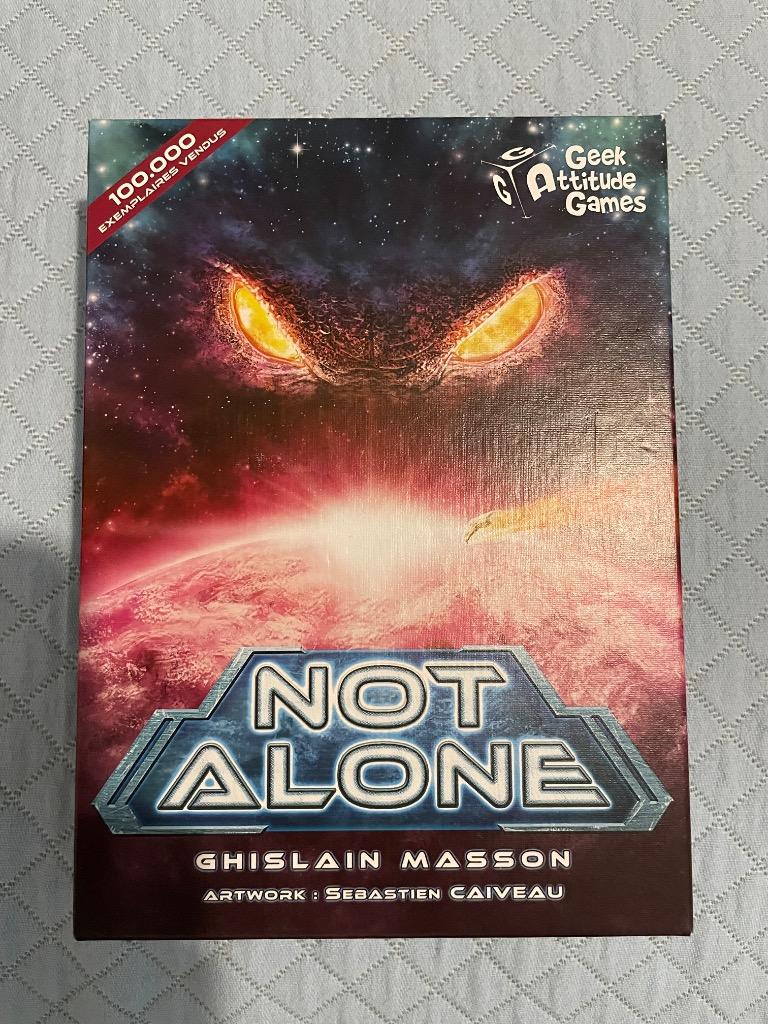 100.000
EXEMPLAIRES VENDUS
G
G A
Geek
Attitude
Games
NOT
ALONE
GHISLAIN MASSON
ARTWORK : SEBASTIEN CAIVEAU